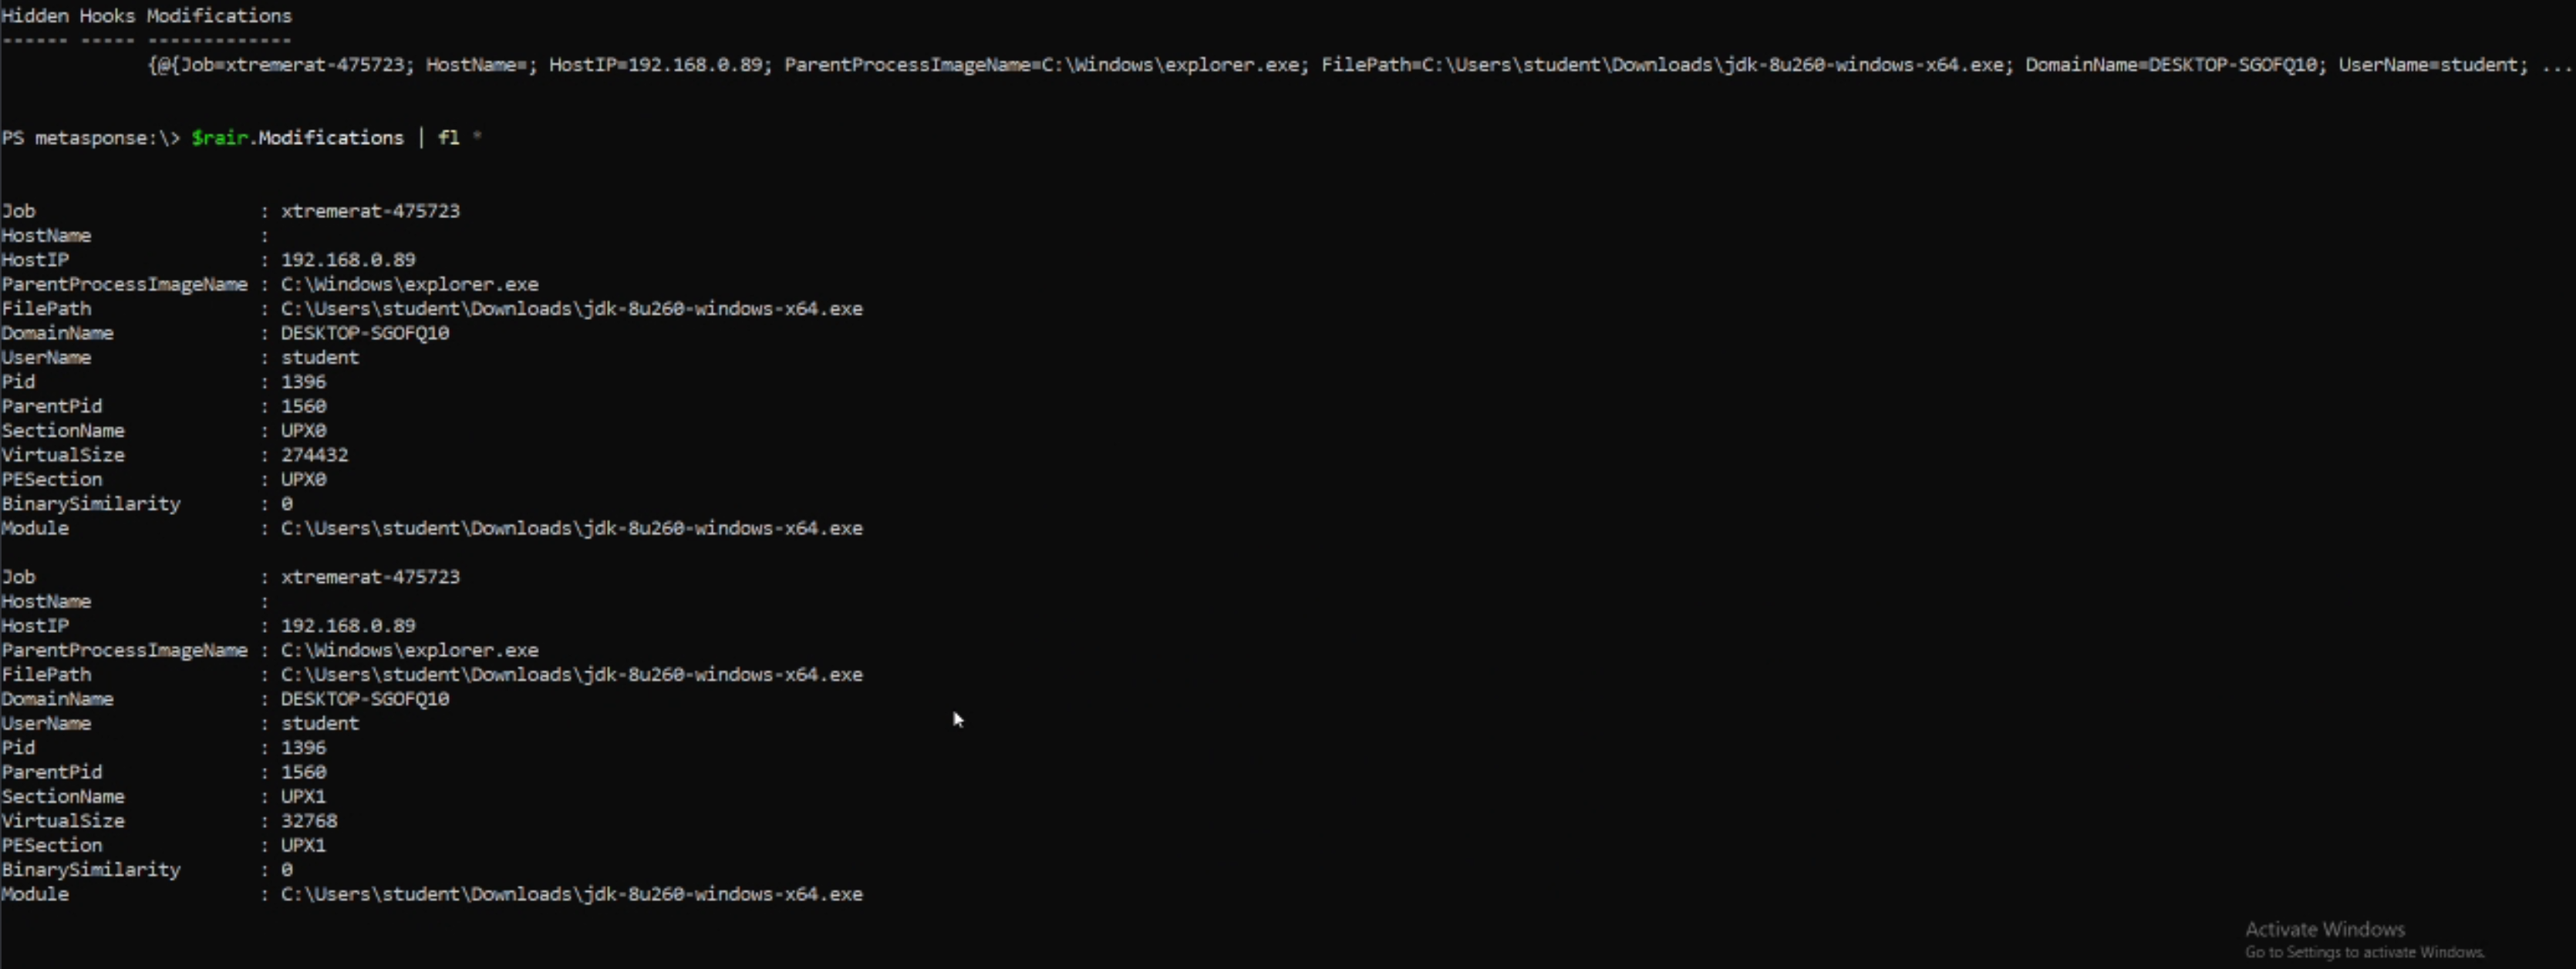 Hidden Hooks Modifications
------ ----- -------------
{@{Job=xtremerat-475723; HostName=; HostIP=192.168.0.89; ParentProcessImageName=C:\Windows\explorer.exe; FilePath=C:\Users\student\Downloads\jdk-8u260-windows-x64.exe; DomainName=DESKTOP-SGOFQ10; UserName=student; ...
PS metasponse:\> $rair.Modifications | fl *
Job : xtremerat-475723
HostName :
HostIP : 192.168.0.89
ParentProcessImageName : C:\Windows\explorer.exe
FilePath : C:\Users\student\Downloads\jdk-8u260-windows-x64.exe
DomainName : DESKTOP-SGOFQ10
UserName : student
Pid : 1396
ParentPid : 1560
SectionName : UPX0
VirtualSize : 274432
PESection : UPX0
BinarySimilarity : 0
Module : C:\Users\student\Downloads\jdk-8u260-windows-x64.exe
Job : xtremerat-475723
HostName :
HostIP : 192.168.0.89
ParentProcessImageName : C:\Windows\explorer.exe
FilePath : C:\Users\student\Downloads\jdk-8u260-windows-x64.exe
DomainName : DESKTOP-SGOFQ10
UserName : student
Pid : 1396
ParentPid : 1560
SectionName : UPX1
VirtualSize : 32768
PESection : UPX1
BinarySimilarity : 0
Module : C:\Users\student\Downloads\jdk-8u260-windows-x64.exe
Activate Windows
Go to Settings to activate Windows.